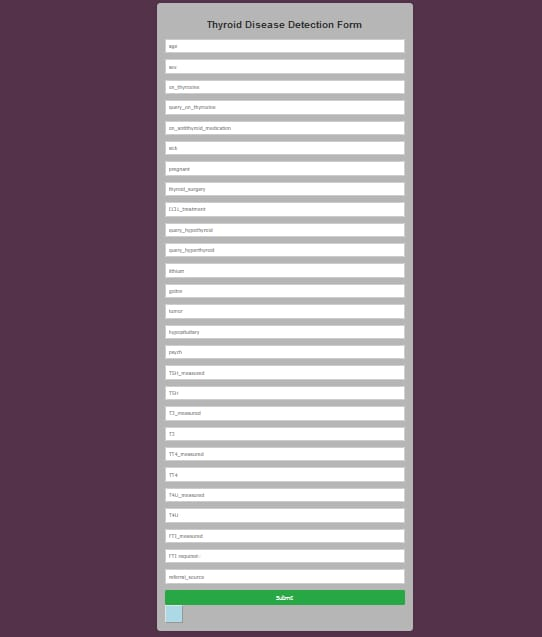 Thyroid Disease Detection Form
age
sex
on_thyroxine
query_on_thyroxine
on_antithyroid_medication
sick
pregnant
thyroid_surgery
I131_treatment
query_hypothyroid
query_hyperthyroid
lithium
goitre
tumor
hypopituitary
psych
TSH_measured
TSH
T3_measured
T3
TT4_measured
TT4
T4U_measured
T4U
FTI_measured
FTI
referral_source
Submit